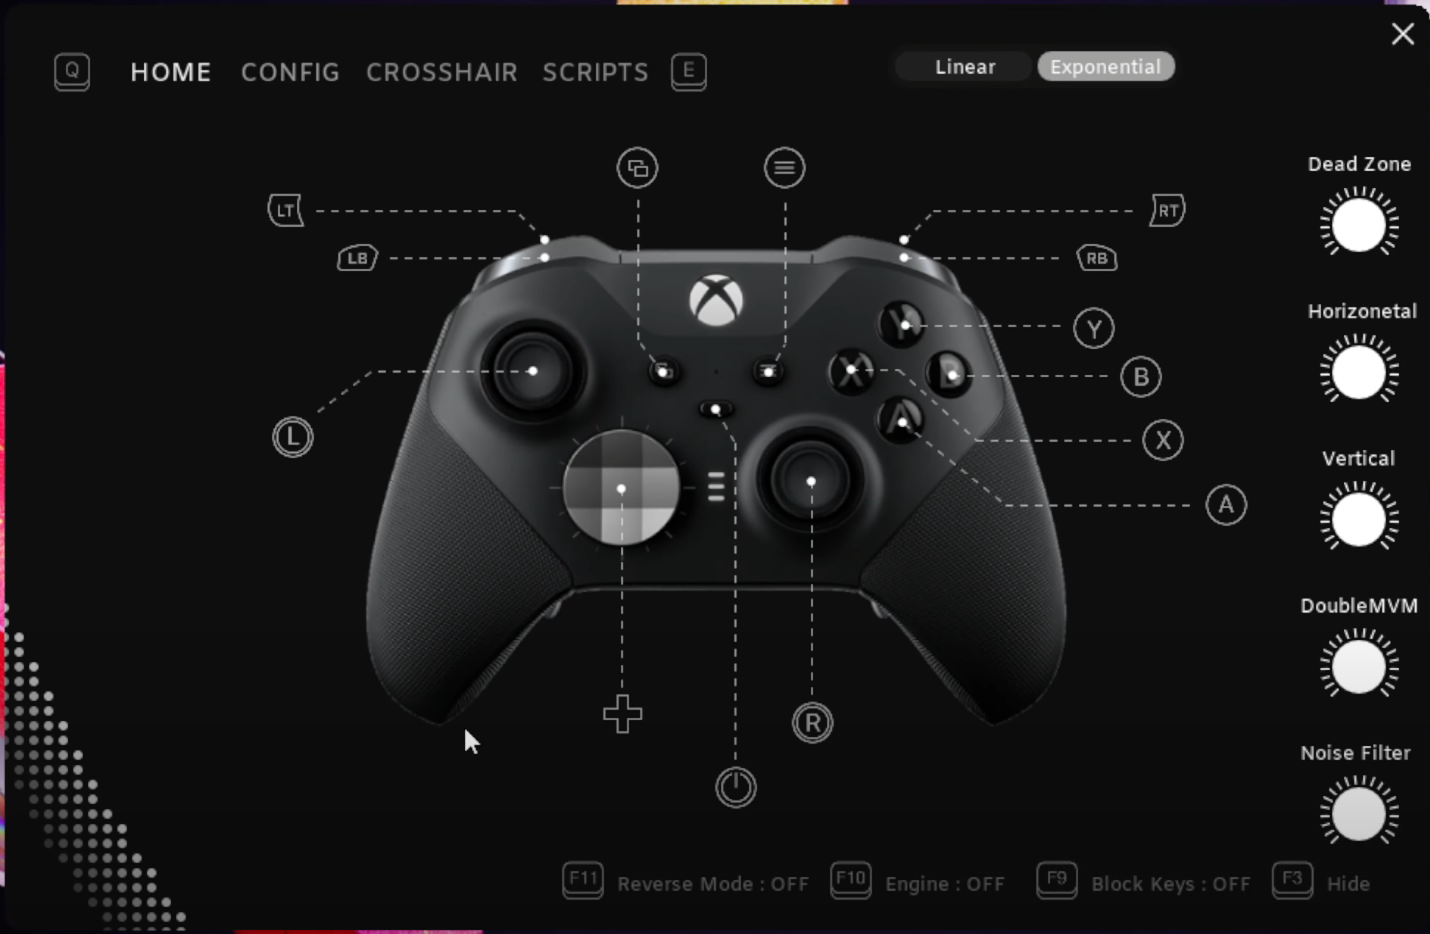 Q HOME CONFIG CROSSHAIR SCRIPTS E
Linear Exponential
Dead Zone
LT
RT
LB
RB
Horizonetal
Y
Y
X
B
B
A
L
X
Vertical
A
DoubleMVM
R
Noise Filter
F11 Reverse Mode : OFF F10 Engine : OFF F9 Block Keys : OFF F3 Hide